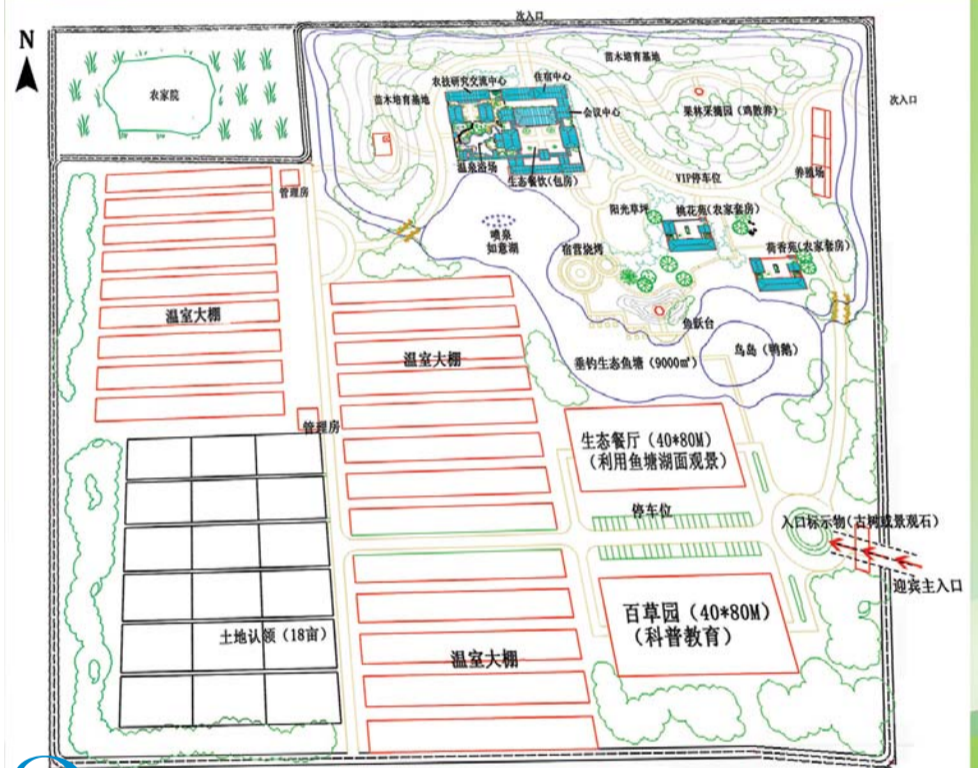 次入口
N
苗木培育基地
农技研究交流中心
住宿中心
农家院
苗木培育基地
会议中心
果林采摘园（鸡散养）
次入口
温泉浴场
生态餐饮（包房）
VIP停车位
养殖场
管理房
阳光草坪
桃花苑（农家套房）
喷泉
如意湖
宿营烧烤
荷香苑（农家套房）
温室大棚
鱼跃台
温室大棚
垂钓生态鱼塘（9000㎡）
鸟岛（鸭鹅）
管理房
生态餐厅（40*80M）
（利用鱼塘湖面观景）
停车位
入口标示物（古树或景观石）
迎宾主入口
百草园（40*80M）
（科普教育）
土地认领（18亩）
温室大棚